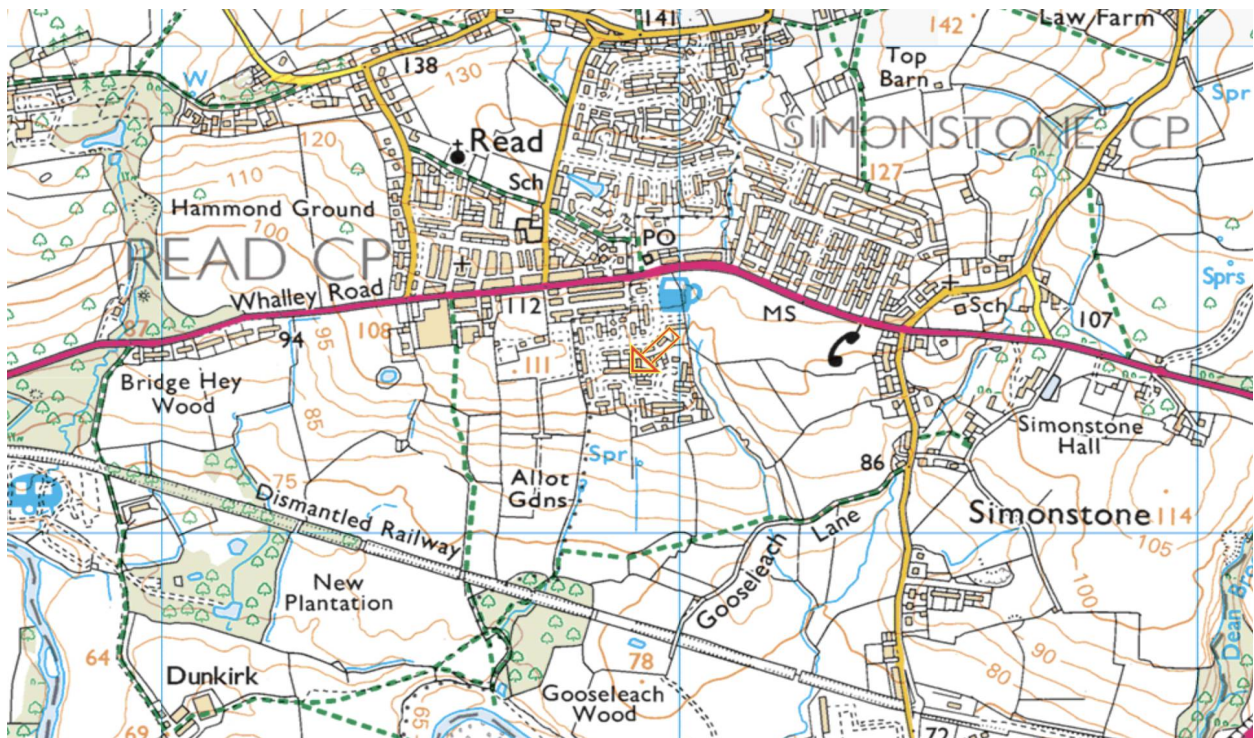 141
142
Law Farm
Top
Barn
138
130
W
Spr
120
Read
SIMONSTONE CP
110
Sch
127
Hammond Ground
100
READ CP
PO
Sprs
Whalley Road
112
MS
Sch
107
87
94
95
108
111
Bridge Hey
Wood
85
Simonstone
Hall
Spr
86
75
Allot
Gdns
Dismantled Railway
Simonstone
114
Lane
105
Gooseleach
New
Plantation
100
Dean Bro
90
64
78
80
Dunkirk
Gooseleach
Wood
65
69
72